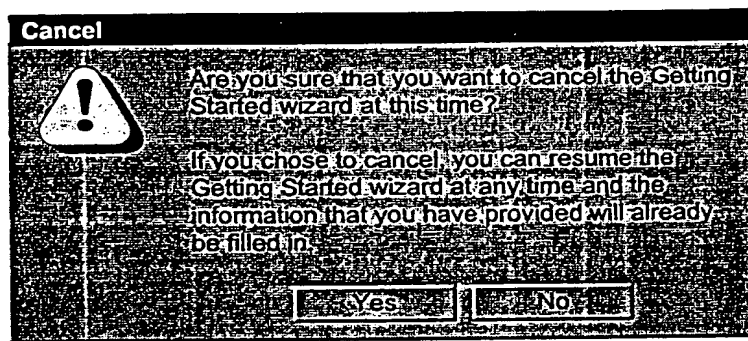 Cancel
Are you sure that you want to cancel the Getting
Started wizard at this time?
If you chose to cancel, you can resume the
Getting Started wizard at any time and the
information that you have provided will already
be filled in.
Yes
No